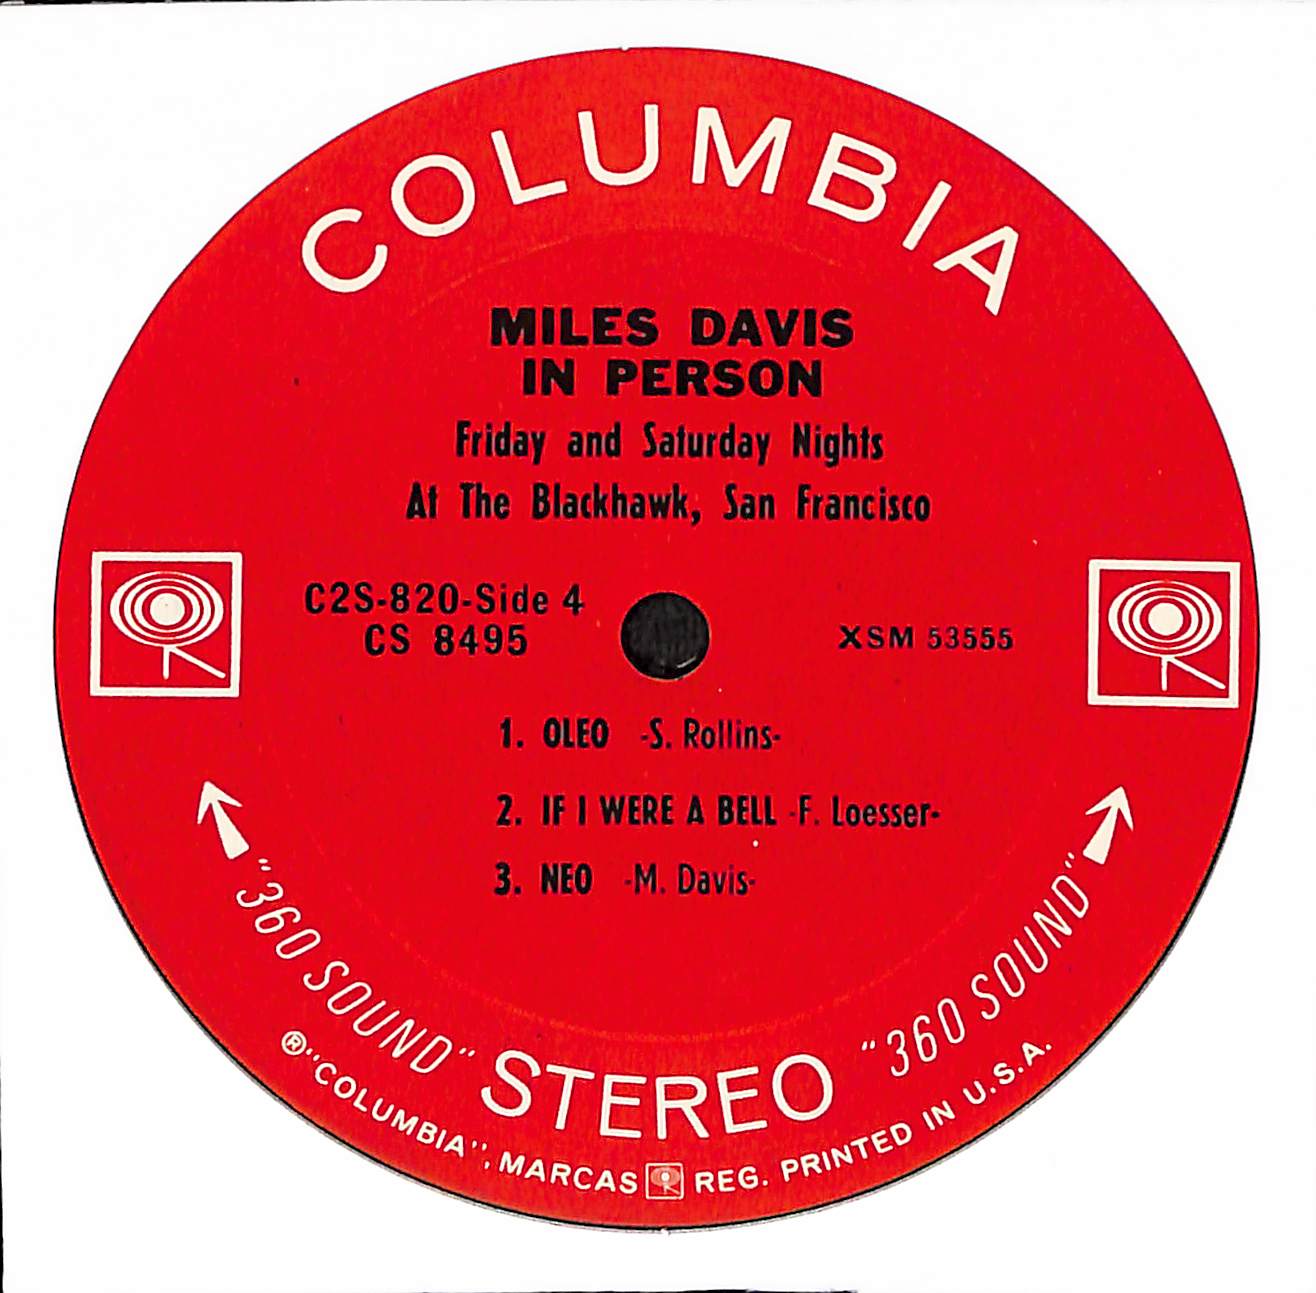 COLUMBIA
MILES DAVIS
IN PERSON
Friday and Saturday Nights
At The Blackhawk, San Francisco
C2S-820-Side 4
CS 8495
XSM 53555
1. OLEO -S. Rollins-
2. IF I WERE A BELL -F. Loesser-
3. NEO -M. Davis-
"360 SOUND" STEREO "360 SOUND"
®"COLUMBIA", MARCAS REG. PRINTED IN U.S.A.